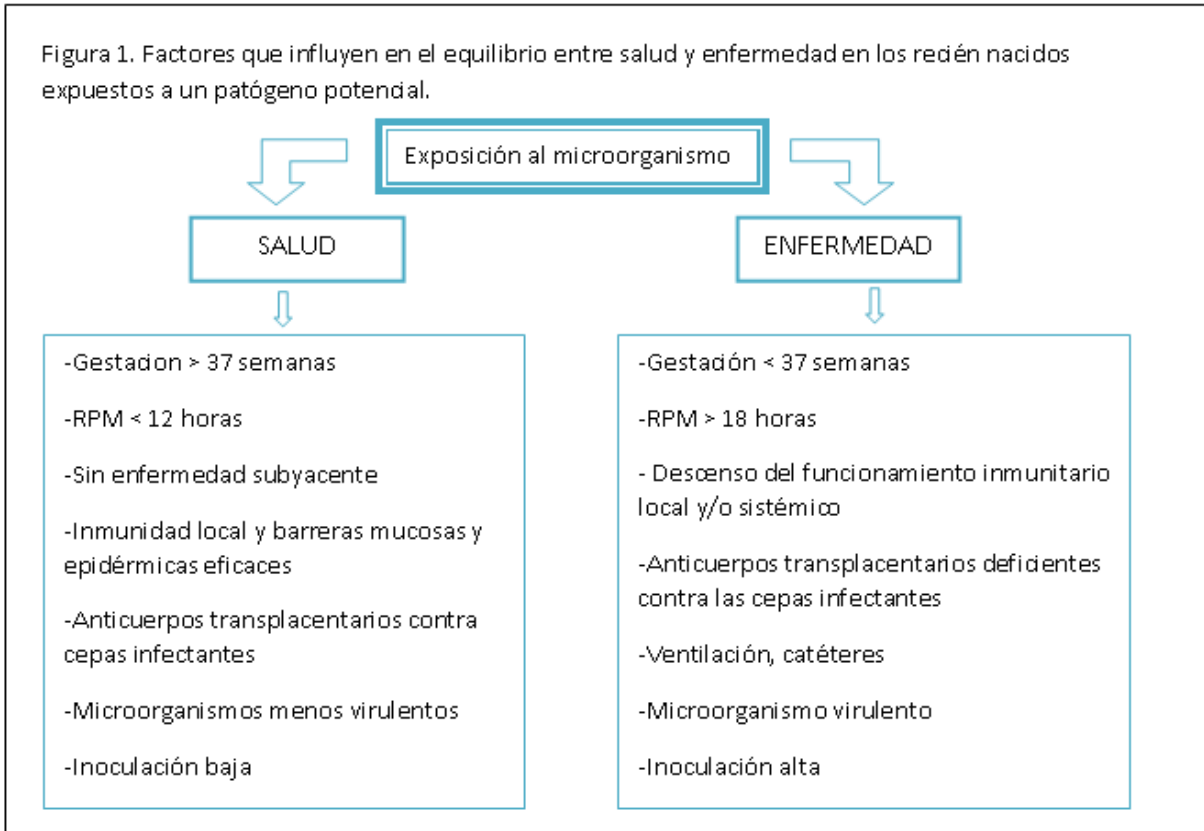 Figura 1. Factores que influyen en el equilibrio entre salud y enfermedad en los recién nacidos
expuestos a un patógeno potencial.
Exposición al microorganismo
SALUD
-Gestacion > 37 semanas
-RPM < 12 horas
-Sin enfermedad subyacente
-Inmunidad local y barreras mucosas y
epidérmicas eficaces
-Anticuerpos transplacentarios contra
cepas infectantes
-Microorganismos menos virulentos
-Inoculación baja
ENFERMEDAD
-Gestación < 37 semanas
-RPM > 18 horas
- Descenso del funcionamiento inmunitario
local y/o sistémico
-Anticuerpos transplacentarios deficientes
contra las cepas infectantes
-Ventilación, catéteres
-Microorganismo virulento
-Inoculación alta